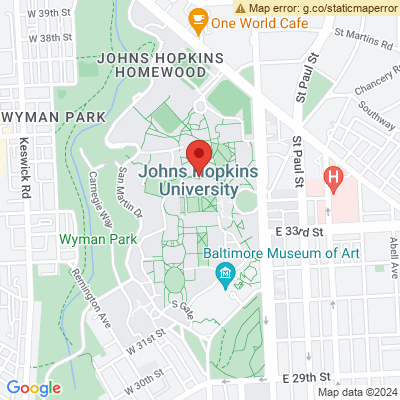 Map error: g.co/staticmaperror
W 39th St
W 38th St
One World Cafe
St Martins Rd
JOHNS HOPKINS
HOMEWOOD
St Paul St
Chancery Rd
Southway
WYMAN PARK
Keswick Rd
San Martin Dr
Carnegie Way
Johns Hopkins
University
St Paul St
H
Wyman Park
E 33rd St
Abell Ave
Baltimore Museum of Art
Remington Ave
S Gate
W 31st St
W 30th St
E 29th St
Google
Map data ©2024